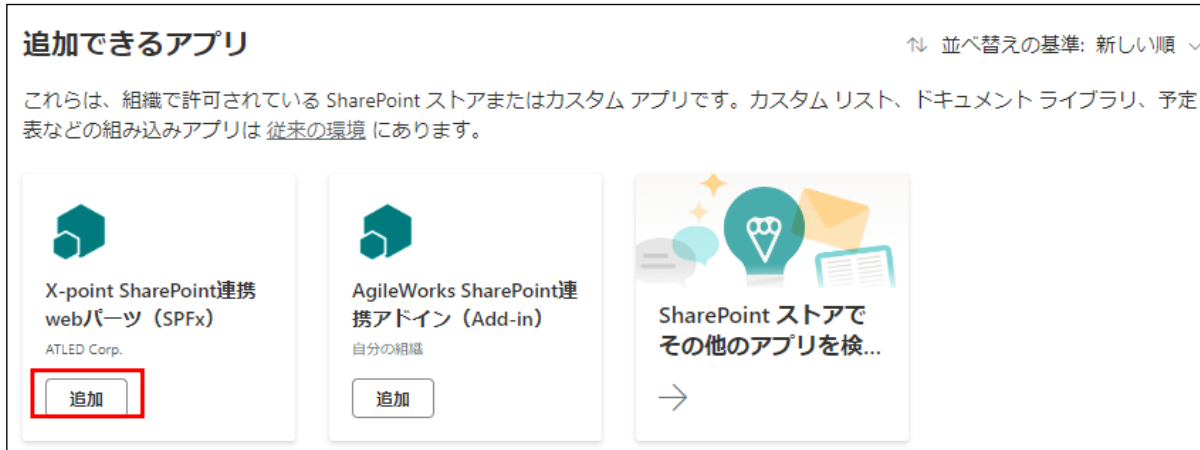 追加できるアプリ
並べ替えの基準: 新しい順
これらは、組織で許可されている SharePoint ストアまたはカスタム アプリです。カスタム リスト、ドキュメント ライブラリ、予定
表などの組み込みアプリは 従来の環境 にあります。
X-point SharePoint連携
webパーツ（SPFx）
ATLED Corp.
追加
AgileWorks SharePoint連
携アドイン（Add-in）
自分の組織
追加
SharePoint ストアで
その他のアプリを検...